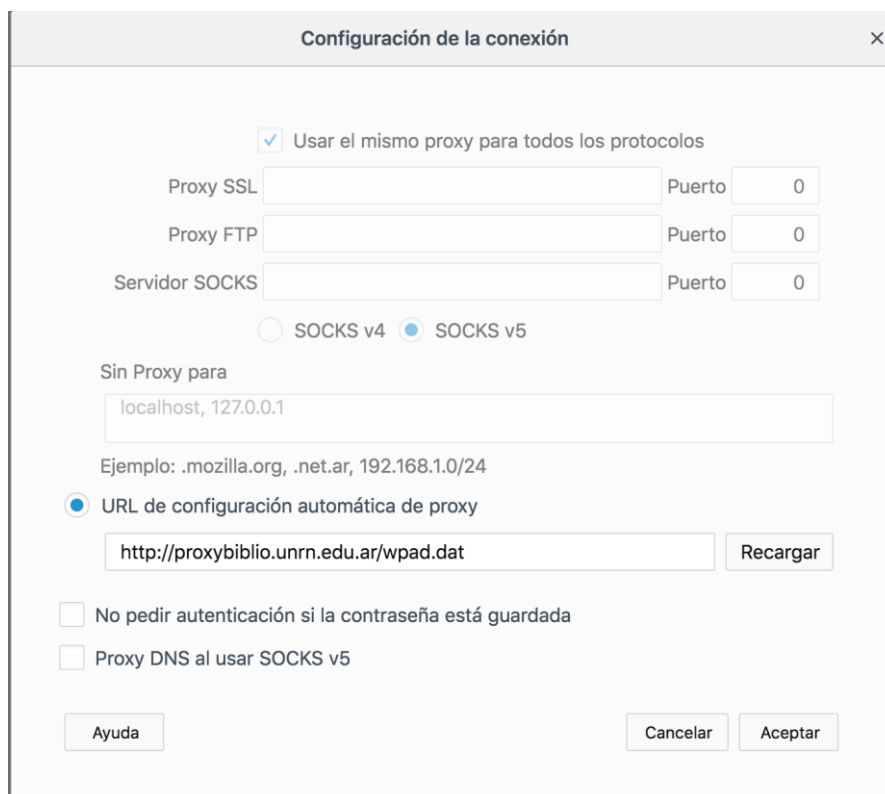 Configuración de la conexión ×
Usar el mismo proxy para todos los protocolos
Proxy SSL Puerto 0
Proxy FTP Puerto 0
Servidor SOCKS Puerto 0
SOCKS v4 SOCKS v5
Sin Proxy para
localhost, 127.0.0.1
Ejemplo: .mozilla.org, .net.ar, 192.168.1.0/24
URL de configuración automática de proxy
http://proxybiblio.unrn.edu.ar/wpad.dat Recargar
No pedir autenticación si la contraseña está guardada
Proxy DNS al usar SOCKS v5
Ayuda Cancelar Aceptar